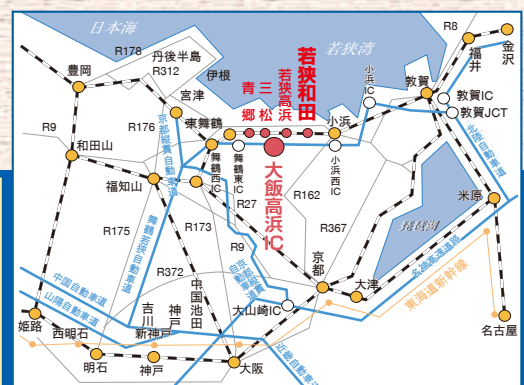 日本海
若狭湾
R8
金沢
福井
R178
丹後半島
R312
伊根
豊岡
宮津
若狭和田
若狭高浜
三松
青郷
小浜IC
敦賀
敦賀IC
敦賀JCT
R9
R176
東舞鶴
小浜
和田山
京都縦貫自動車道
舞鶴西IC
舞鶴東IC
大飯高浜IC
小浜西IC
北陸自動車道
福知山
R27
R162
米原
R175
舞鶴若狭自動車道
R173
R9
R367
琵琶湖
名神高速道路
R372
京都縦貫自動車道
京都
大津
東海道新幹線
中国自動車道
山陽自動車道
中国池田
吉川
神戸
大山崎IC
姫路
西明石
新神戸
名古屋
明石
神戸
大阪
近畿自動車道